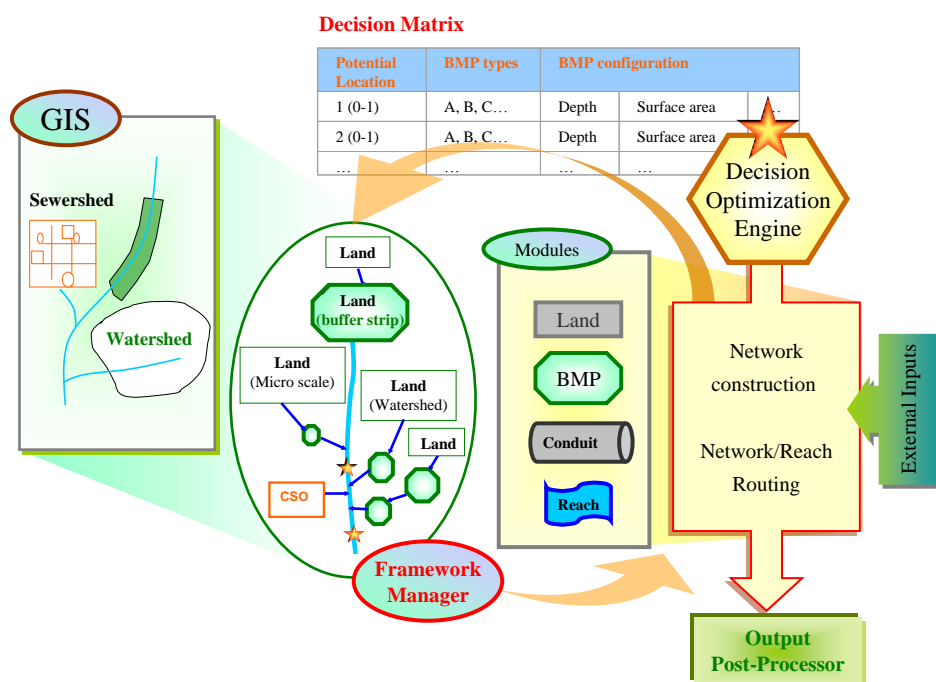 Decision Matrix
Potential Location BMP types BMP configuration
1 (0-1) A, B, C… Depth Surface area …
2 (0-1) A, B, C… Depth Surface area
… … … …
GIS
Sewershed
Watershed
Land
Land
(buffer strip)
Land
(Micro scale)
Land
(Watershed)
Land
CSO
Framework
Manager
Modules
Land
BMP
Conduit
Reach
Decision
Optimization
Engine
Network
construction
Network/Reach
Routing
External Inputs
Output
Post-Processor